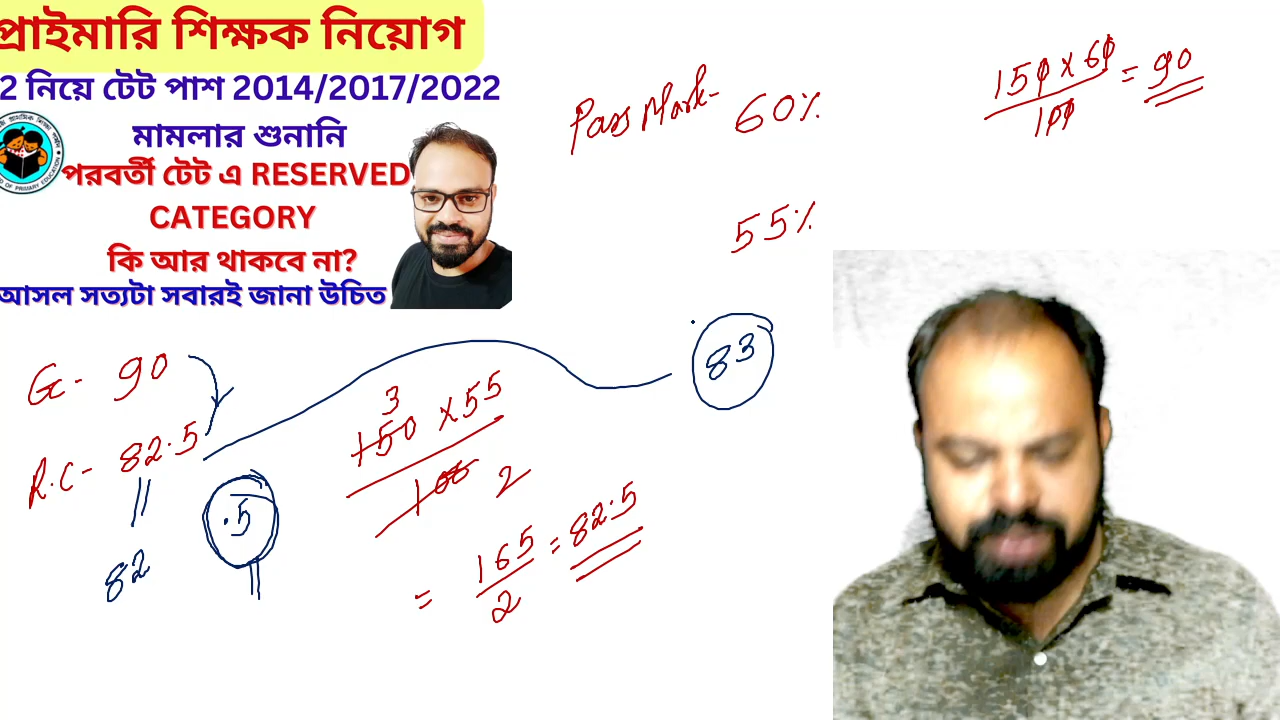 প্রাইমারি শিক্ষক নিয়োগ
2 নিয়ে টেট পাশ 2014/2017/2022
মামলার শুনানি
পরবর্তী টেট এ RESERVED
CATEGORY
কি আর থাকবে না?
আসল সত্যটা সবারই জানা উচিত
Pass Mark- 60%
150 x 60
100
= 90
55%
83
G - 90
R.C - 82.5
82
.5
3
150 x 55
100 2
= 165
2
= 82.5